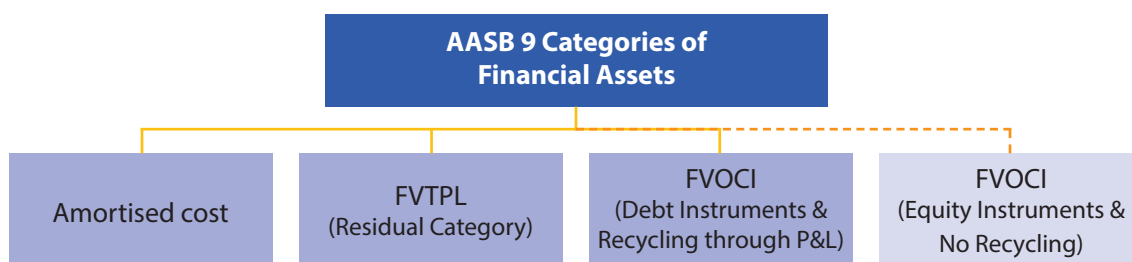 AASB 9 Categories of
Financial Assets
Amortised cost
FVTPL
(Residual Category)
FVOCI
(Debt Instruments &
Recycling through P&L)
FVOCI
(Equity Instruments &
No Recycling)